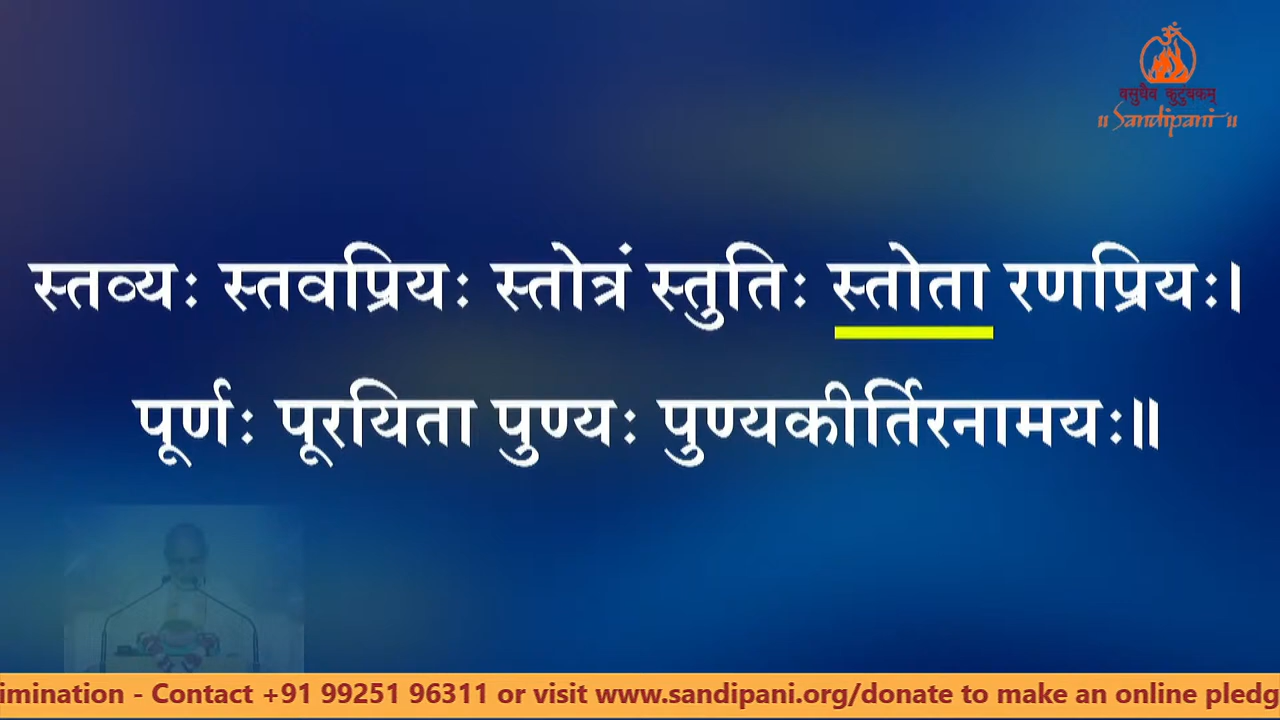 ॐ
वसुधैव कुटुंबकम्
॥ Sandipani ॥
स्तव्यः स्तवप्रियः स्तोत्रं स्तुतिः स्तोता रणप्रियः।
पूर्णः पूरयिता पुण्यः पुण्यकीर्तिरनामयः॥
imination - Contact +91 99251 96311 or visit www.sandipani.org/donate to make an online pledg